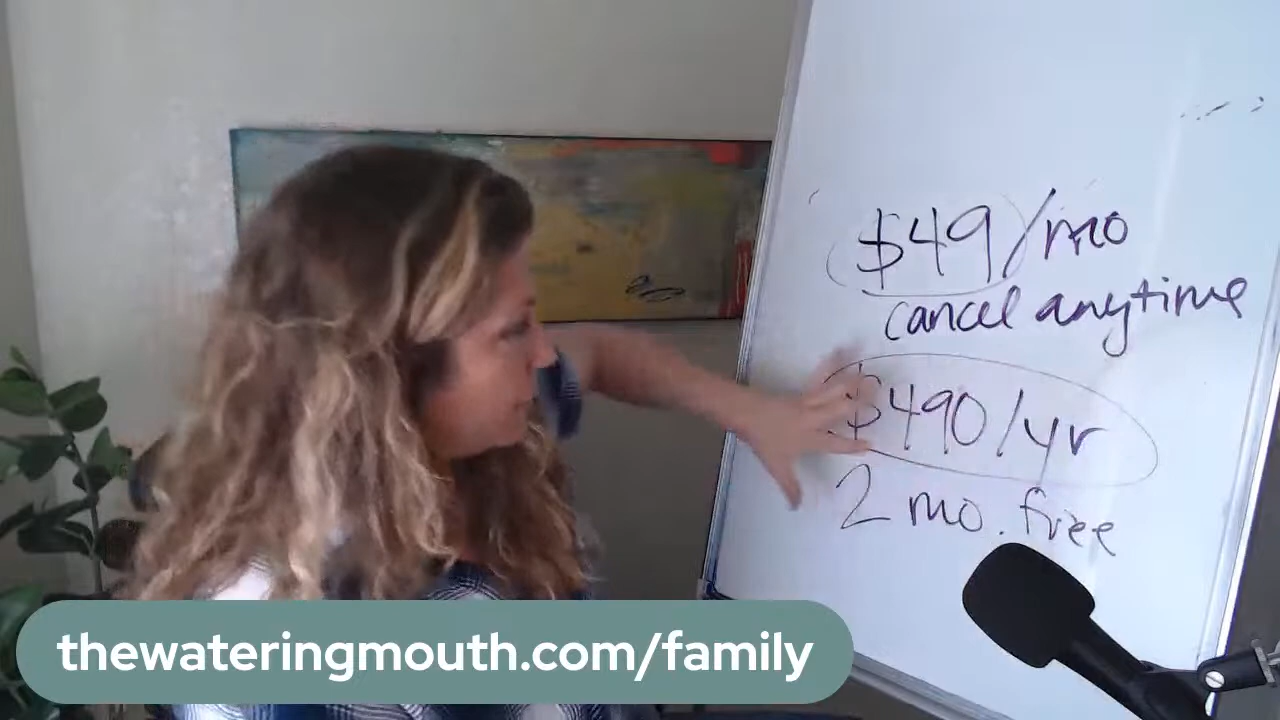 $49/mo
cancel anytime
$490/yr
2 mo. free
thewateringmouth.com/family